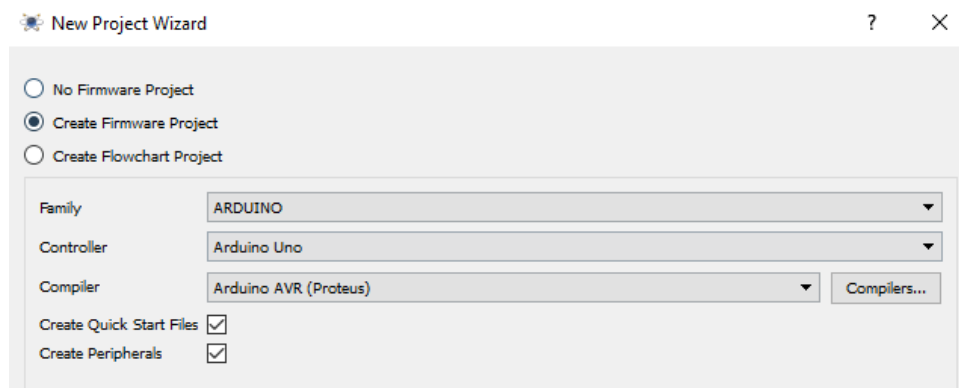 New Project Wizard ?
No Firmware Project
Create Firmware Project
Create Flowchart Project
Family ARDUINO
Controller Arduino Uno
Compiler Arduino AVR (Proteus) Compilers...
Create Quick Start Files
Create Peripherals